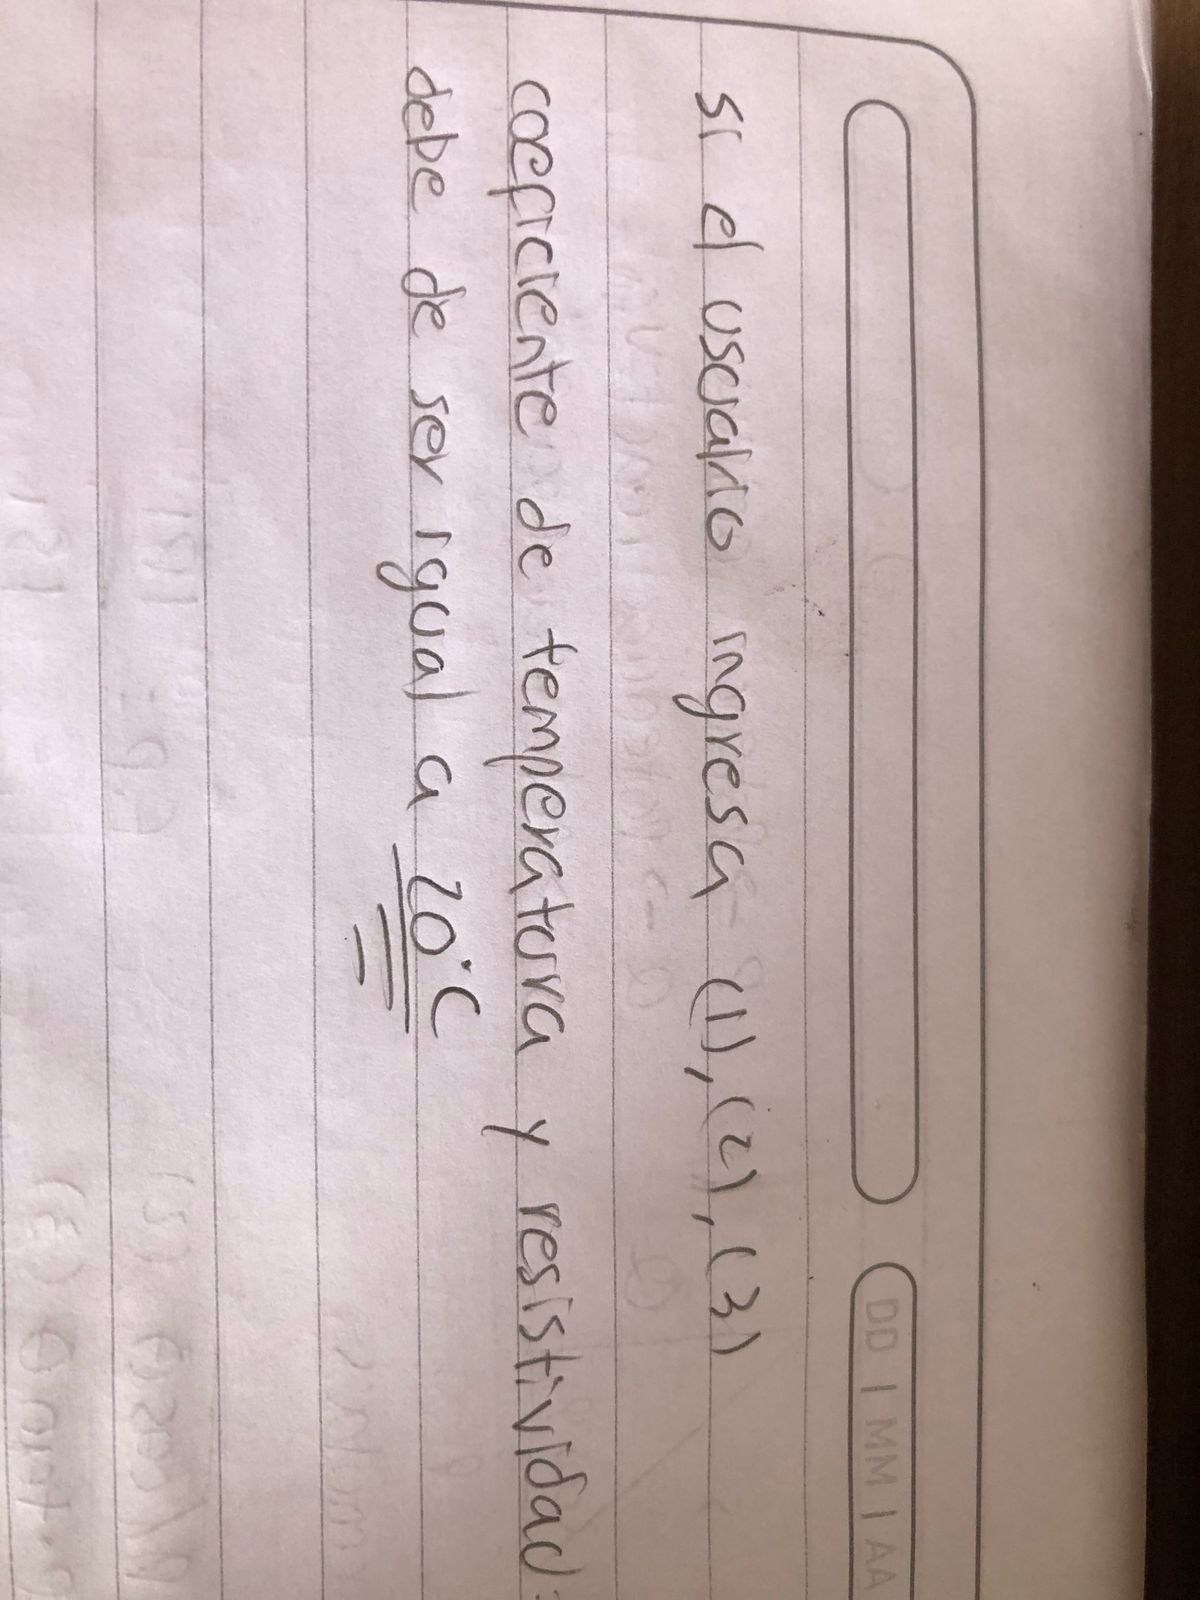 DD | MM | AA
si el usuario ingresa (1), (2), (3)
coeficiente de temperatura y resistividad:
debe de ser igual a 20°C